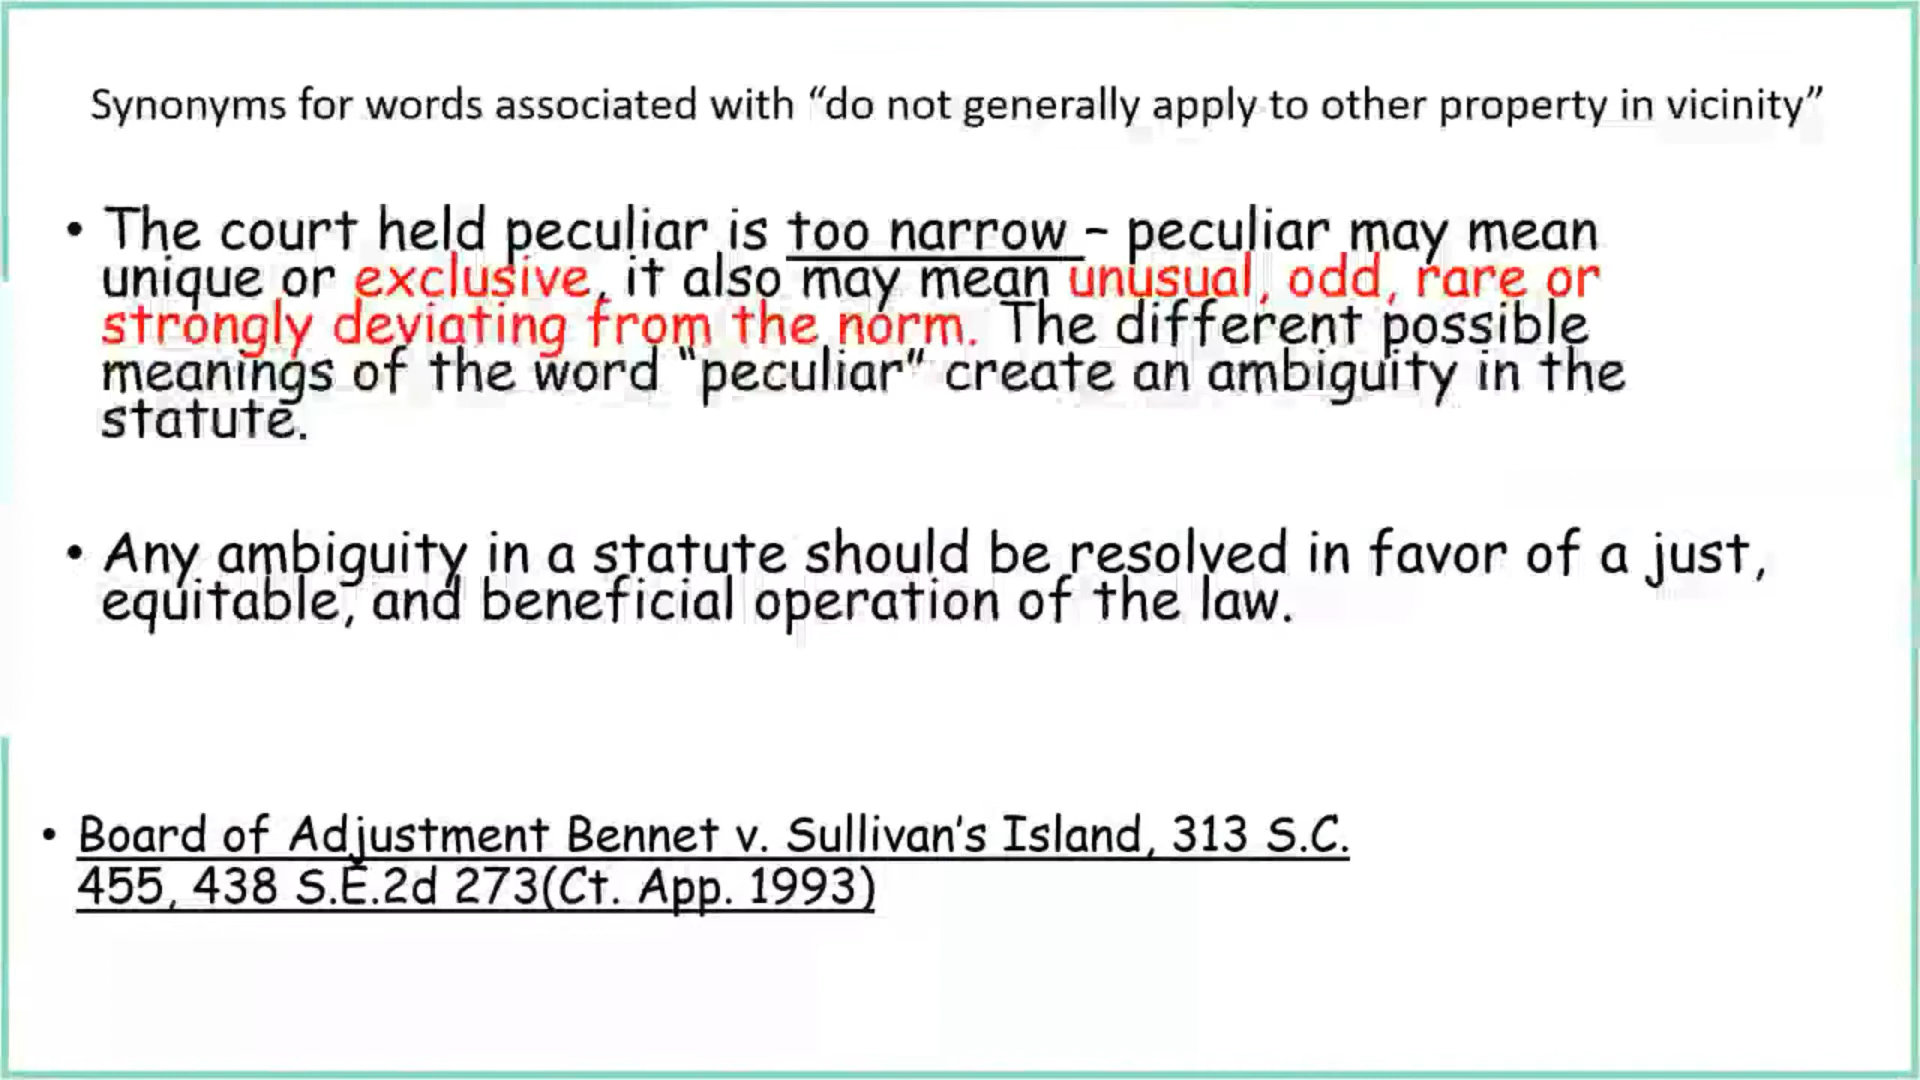 Synonyms for words associated with “do not generally apply to other property in vicinity”
• The court held peculiar is too narrow – peculiar may mean
unique or exclusive, it also may mean unusual, odd, rare or
strongly deviating from the norm. The different possible
meanings of the word "peculiar" create an ambiguity in the
statute.
• Any ambiguity in a statute should be resolved in favor of a just,
equitable, and beneficial operation of the law.
• Board of Adjustment Bennet v. Sullivan's Island, 313 S.C.
455, 438 S.E.2d 273(Ct. App. 1993)